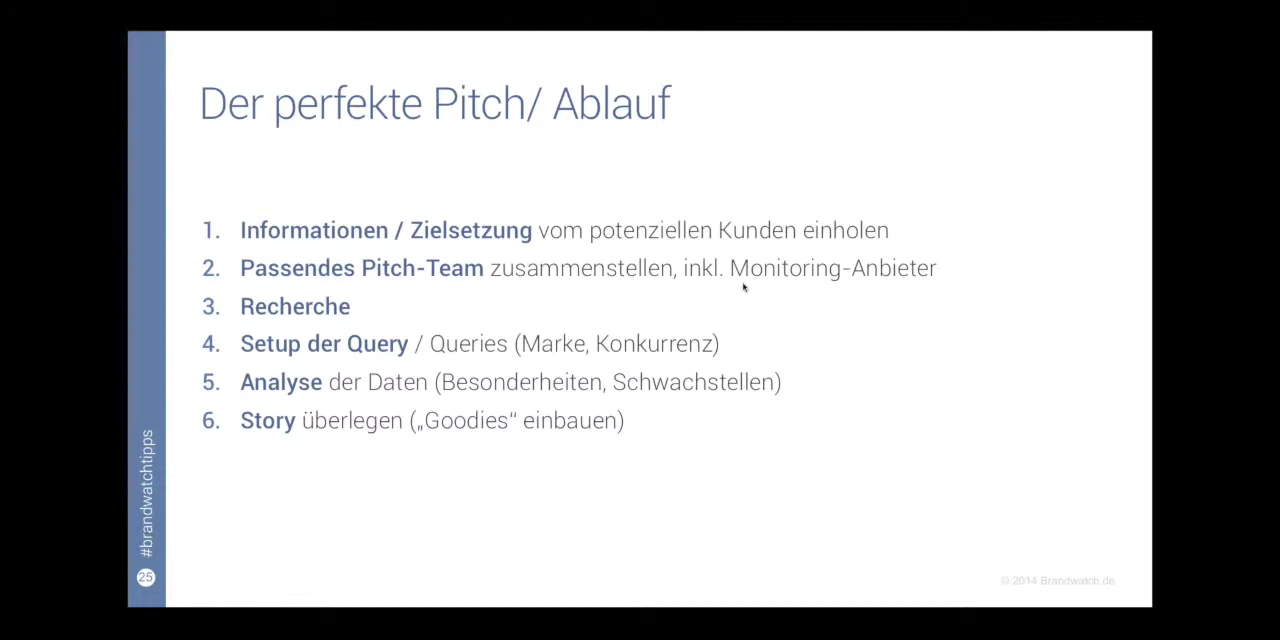 Der perfekte Pitch/ Ablauf
1. Informationen / Zielsetzung vom potenziellen Kunden einholen
2. Passendes Pitch-Team zusammenstellen, inkl. Monitoring-Anbieter
3. Recherche
4. Setup der Query / Queries (Marke, Konkurrenz)
5. Analyse der Daten (Besonderheiten, Schwachstellen)
6. Story überlegen („Goodies“ einbauen)
#brandwatchtipps
25
© 2014 Brandwatch.de